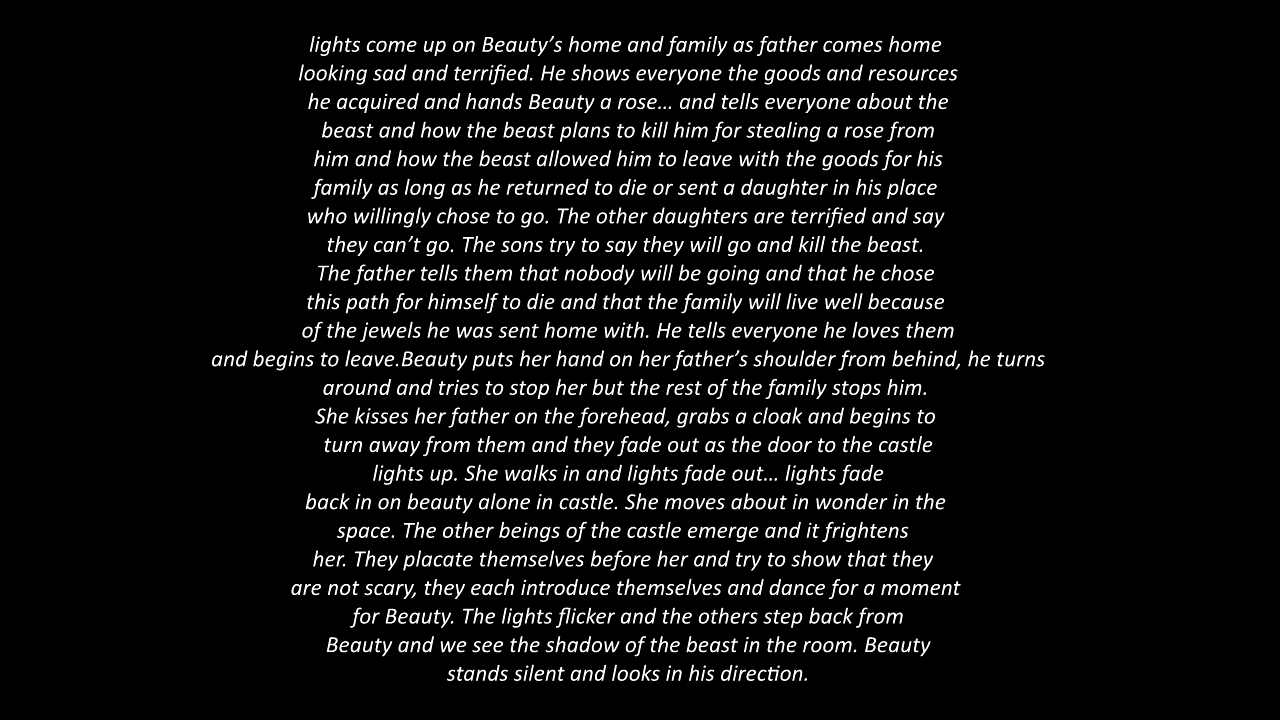 lights come up on Beauty’s home and family as father comes home
looking sad and terrified. He shows everyone the goods and resources
he acquired and hands Beauty a rose… and tells everyone about the
beast and how the beast plans to kill him for stealing a rose from
him and how the beast allowed him to leave with the goods for his
family as long as he returned to die or sent a daughter in his place
who willingly chose to go. The other daughters are terrified and say
they can’t go. The sons try to say they will go and kill the beast.
The father tells them that nobody will be going and that he chose
this path for himself to die and that the family will live well because
of the jewels he was sent home with. He tells everyone he loves them
and begins to leave.Beauty puts her hand on her father’s shoulder from behind, he turns
around and tries to stop her but the rest of the family stops him.
She kisses her father on the forehead, grabs a cloak and begins to
turn away from them and they fade out as the door to the castle
lights up. She walks in and lights fade out… lights fade
back in on beauty alone in castle. She moves about in wonder in the
space. The other beings of the castle emerge and it frightens
her. They placate themselves before her and try to show that they
are not scary, they each introduce themselves and dance for a moment
for Beauty. The lights flicker and the others step back from
Beauty and we see the shadow of the beast in the room. Beauty
stands silent and looks in his direction.